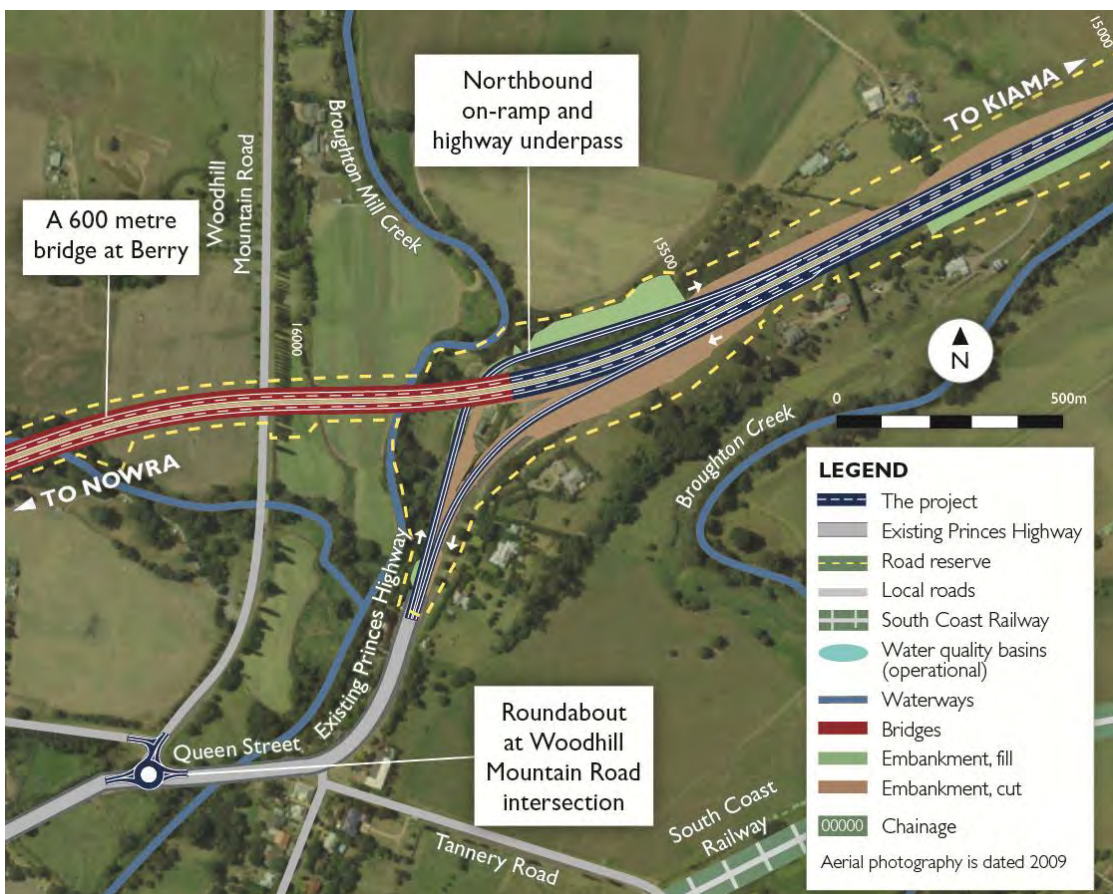 15000
TO KIAMA
Northbound
on-ramp and
highway underpass
Woodhill
Mountain Road
Broughton Mill Creek
A 600 metre
bridge at Berry
15500
16000
N
0
500m
TO NOWRA
Broughton Creek
Existing Princes Highway
Queen Street
Roundabout
at Woodhill
Mountain Road
intersection
Tannery Road
South Coast
Railway
LEGEND
The project
Existing Princes Highway
Road reserve
Local roads
South Coast Railway
Water quality basins
(operational)
Waterways
Bridges
Embankment, fill
Embankment, cut
00000 Chainage
Aerial photography is dated 2009